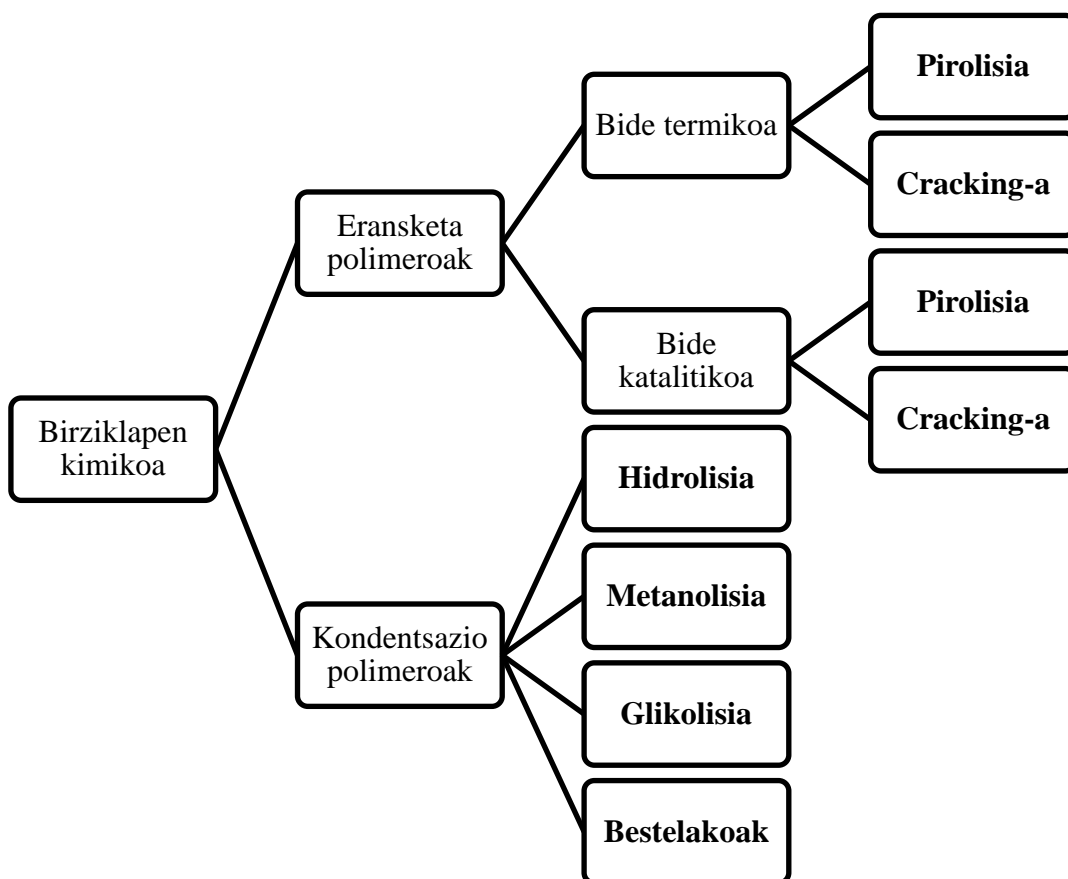 Birziklapen
kimikoa
Eransketa
polimeroak
Bide termikoa
Pirolisia
Cracking-a
Bide
katalitikoa
Pirolisia
Cracking-a
Kondentsazio
polimeroak
Hidrolisia
Metanolisia
Glikolisia
Bestelakoak